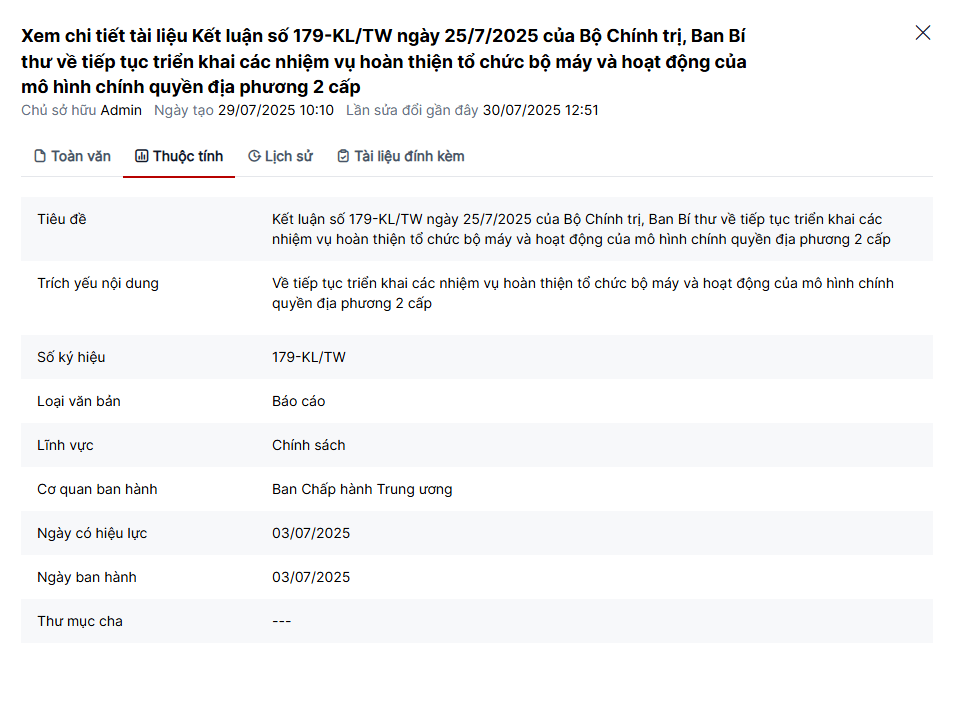 Xem chi tiết tài liệu Kết luận số 179-KL/TW ngày 25/7/2025 của Bộ Chính trị, Ban Bí
thư về tiếp tục triển khai các nhiệm vụ hoàn thiện tổ chức bộ máy và hoạt động của
mô hình chính quyền địa phương 2 cấp
Chủ sở hữu Admin Ngày tạo 29/07/2025 10:10 Lần sửa đổi gần đây 30/07/2025 12:51
Toàn văn Thuộc tính Lịch sử Tài liệu đính kèm
Tiêu đề Kết luận số 179-KL/TW ngày 25/7/2025 của Bộ Chính trị, Ban Bí thư về tiếp tục triển khai các
nhiệm vụ hoàn thiện tổ chức bộ máy và hoạt động của mô hình chính quyền địa phương 2 cấp
Trích yếu nội dung Về tiếp tục triển khai các nhiệm vụ hoàn thiện tổ chức bộ máy và hoạt động của mô hình chính
quyền địa phương 2 cấp
Số ký hiệu 179-KL/TW
Loại văn bản Báo cáo
Lĩnh vực Chính sách
Cơ quan ban hành Ban Chấp hành Trung ương
Ngày có hiệu lực 03/07/2025
Ngày ban hành 03/07/2025
Thư mục cha ---